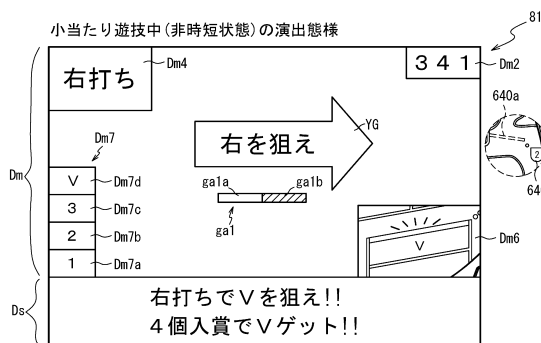 小当たり遊技中(非時短状態)の演出態様
81
右打ち
Dm4
341
Dm2
640a
YG
右を狙え
Dm7
Dm
ga1a
ga1b
ga1
V
Dm7d
3
Dm7c
2
Dm7b
1
Dm7a
V
Dm6
2
64
Ds
右打ちでVを狙え!!
4個入賞でVゲット!!